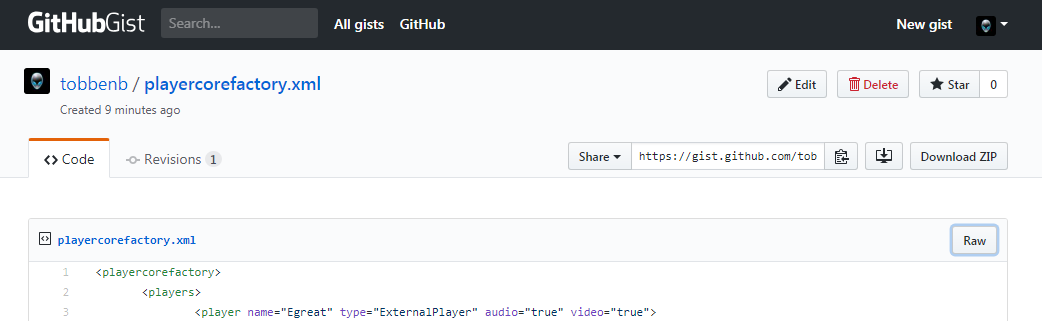 GitHubGist Search... All gists GitHub New gist
tobbenb / playercorefactory.xml Edit Delete Star 0
Created 9 minutes ago
Code Revisions 1 Share https://gist.github.com/tob Download ZIP
playercorefactory.xml Raw
1 <playercorefactory>
2 <players>
3 <player name="Egreat" type="ExternalPlayer" audio="true" video="true">